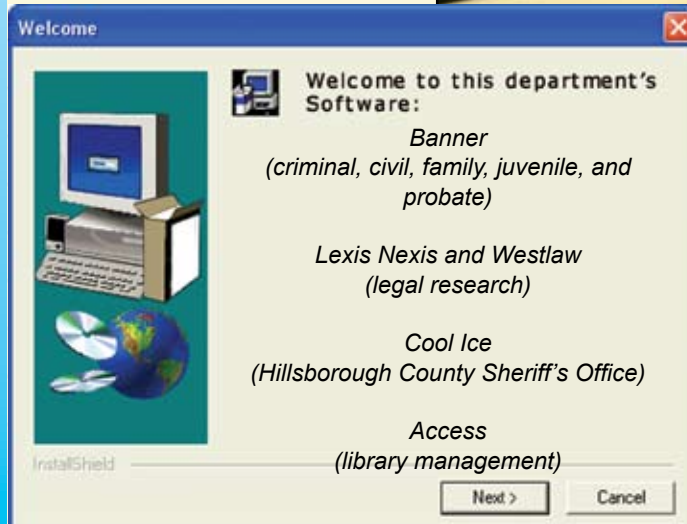 Welcome
Welcome to this department's
Software:
Banner
(criminal, civil, family, juvenile, and
probate)
Lexis Nexis and Westlaw
(legal research)
Cool Ice
(Hillsborough County Sheriff's Office)
Access
(library management)
InstallShield
Next >
Cancel